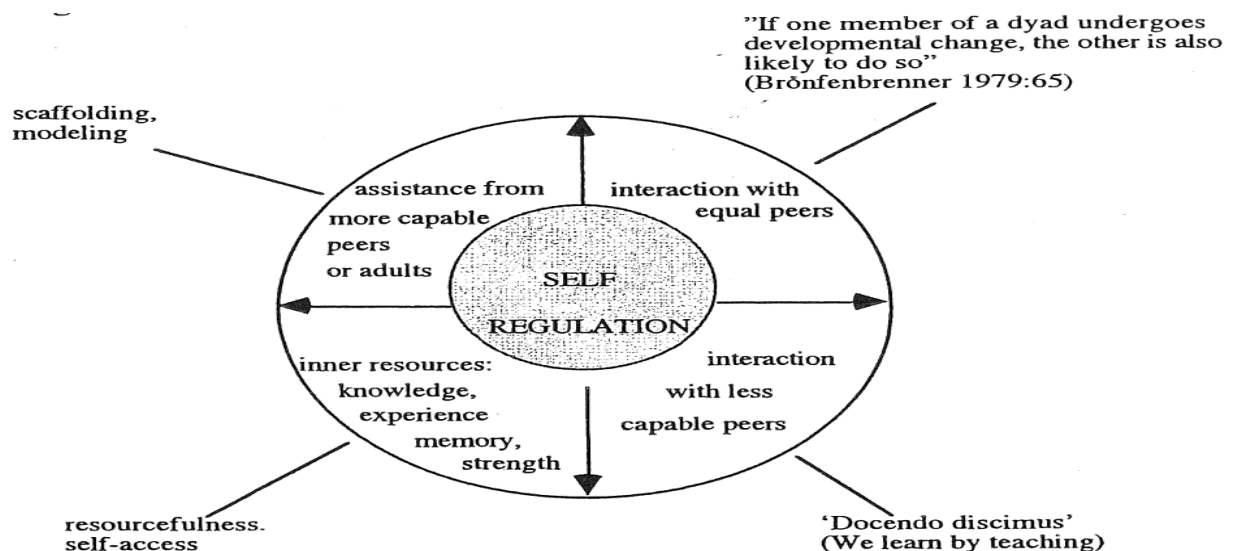 ”If one member of a dyad undergoes
developmental change, the other is also
likely to do so”
(Brönfenbrenner 1979:65)
scaffolding,
modeling
assistance from
more capable
peers
or adults
interaction with
equal peers
SELF
REGULATION
inner resources:
knowledge,
experience
memory,
strength
interaction
with less
capable peers
resourcefulness.
self-access
‘Docendo discimus’
(We learn by teaching)